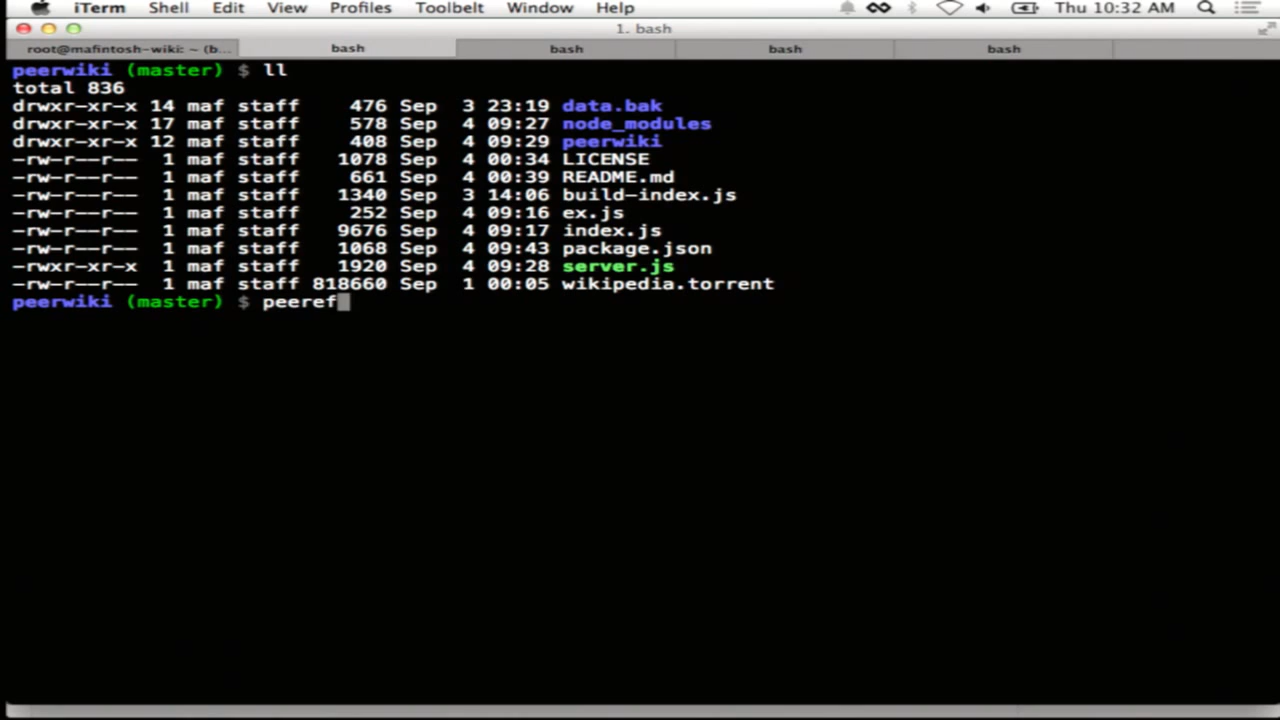 iTerm Shell Edit View Profiles Toolbelt Window Help Thu 10:32 AM
1. bash
root@mafintosh-wiki: ~ (b... bash bash bash bash
peerwiki (master) $ ll
total 836
drwxr-xr-x 14 maf staff 476 Sep 3 23:19 data.bak
drwxr-xr-x 17 maf staff 578 Sep 4 09:27 node_modules
drwxr-xr-x 12 maf staff 408 Sep 4 09:29 peerwiki
-rw-r--r-- 1 maf staff 1078 Sep 4 00:34 LICENSE
-rw-r--r-- 1 maf staff 661 Sep 4 00:39 README.md
-rw-r--r-- 1 maf staff 1340 Sep 3 14:06 build-index.js
-rw-r--r-- 1 maf staff 252 Sep 4 09:16 ex.js
-rw-r--r-- 1 maf staff 9676 Sep 4 09:17 index.js
-rw-r--r-- 1 maf staff 1068 Sep 4 09:43 package.json
-rwxr-xr-x 1 maf staff 1920 Sep 4 09:28 server.js
-rw-r--r-- 1 maf staff 818660 Sep 1 00:05 wikipedia.torrent
peerwiki (master) $ peeref